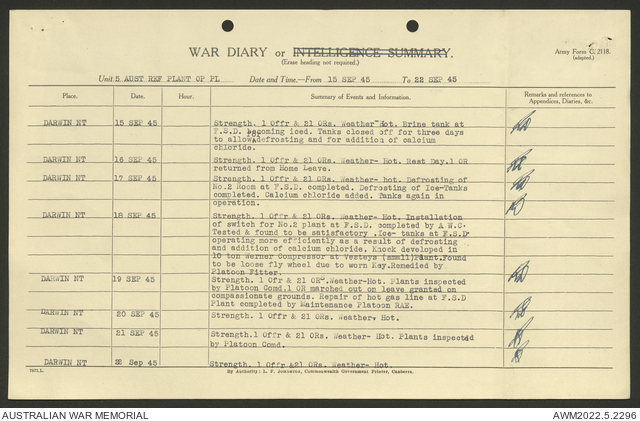 WAR DIARY or INTELLIGENCE SUMMARY.
(Erase heading not required.)
Army Form C. 2118.
(adapted.)
Unit 5 AUST REF PLANT OP PL Date and Time.—From 15 SEP 45 To 22 SEP 45
Place. Date. Hour. Summary of Events and Information. Remarks and references to
Appendices, Diaries, &c.
DARWIN NT 15 SEP 45 Strength. 1 Offr & 21 ORs. Weather-Hot. Brine tank at
F.S.D. becoming iced. Tanks closed off for three days
to allow defrosting and for addition of calcium
chloride.
DARWIN NT 16 SEP 45 Strength. 1 Offr & 21 ORs. Weather- Hot. Rest Day.1 OR
returned from Home Leave.
DARWIN NT 17 SEP 45 Strength. 1 Offr & 21 ORs. Weather- hot. Defrosting of
No.2 Room at F.S.D. completed. Defrosting of Ice-Tanks
completed. Calcium chloride added. Tanks again in
operation.
DARWIN NT 18 SEP 45 Strength. 1 Offr & 21 ORs. Weather- Hot. Installation
of switch for No.2 plant at F.S.D. completed by A W.C.
Tested & found to be satisfactory .Ice- tanks at F.S.D
operating more efficiently as a result of defrosting
and addition of calcium chloride. Knock developed in
10 ton Werner Compressor at Vesteys (small)Plant.Found
to be loose fly wheel due to worn Key.Remedied by
Platoon Fitter.
DARWIN NT 19 SEP 45 Strength. 1 Offr & 21 OR .Weather-Hot. Plants inspected
by Platoon Comd.1 OR marched out on leave granted on
compassionate grounds. Repair of hot gas line at F.S.D
Plant completed by Maintenance Platoon RAE.
DARWIN NT 20 SEP 45 Strength. 1 Offr & 21 ORs. Weather- Hot.
DARWIN NT 21 SEP 45 Strength.1 Offr & 21 ORs. Weather- Hot. Plants inspected
by Platoon Comd.
DARWIN NT 22 Sep 45 Strength. 1 Offr &21 ORs. Weather- Hot.
By Authority: L. F. Johnston, Commonwealth Government Printer, Canberra.
AUSTRALIAN WAR MEMORIAL AWM2022.5.2296